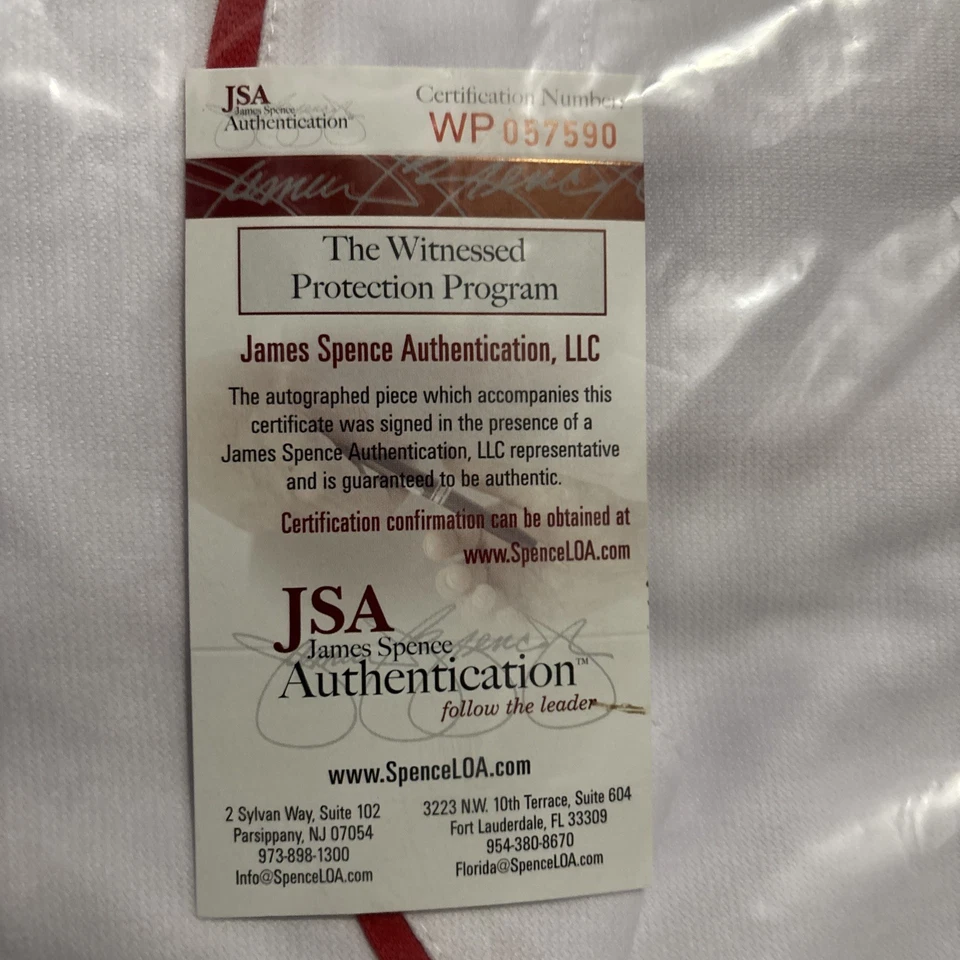 JSA
James Spence
Authentication™
Certification Number:
WP 057590
The Witnessed
Protection Program
James Spence Authentication, LLC
The autographed piece which accompanies this
certificate was signed in the presence of a
James Spence Authentication, LLC representative
and is guaranteed to be authentic.
Certification confirmation can be obtained at
www.SpenceLOA.com
JSA
James Spence
Authentication™
follow the leader
www.SpenceLOA.com
2 Sylvan Way, Suite 102
Parsippany, NJ 07054
973-898-1300
Info@SpenceLOA.com
3223 N.W. 10th Terrace, Suite 604
Fort Lauderdale, FL 33309
954-380-8670
Florida@SpenceLOA.com